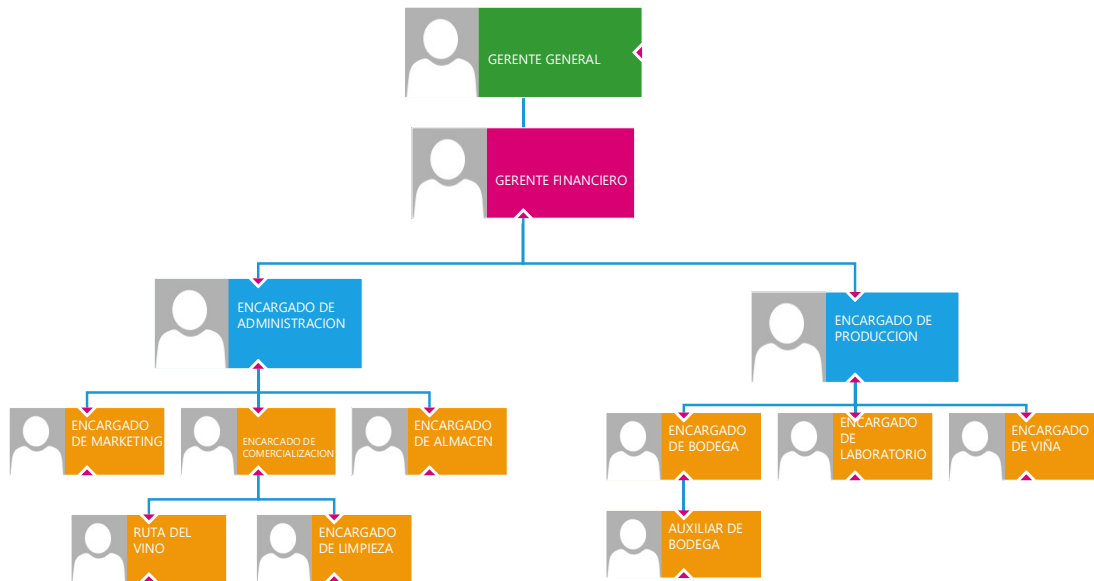 GERENTE GENERAL
GERENTE FINANCIERO
ENCARGADO DE
ADMINISTRACION
ENCARGADO DE
PRODUCCION
ENCARGADO
DE MARKETING
ENCARCADO DE
COMERCIALIZACION
ENCARGADO
DE ALMACEN
ENCARGADO
DE BODEGA
ENCARGADO
DE
LABORATORIO
ENCARGADO
DE VIÑA
RUTA DEL
VINO
ENCARGADO
DE LIMPIEZA
AUXILIAR DE
BODEGA